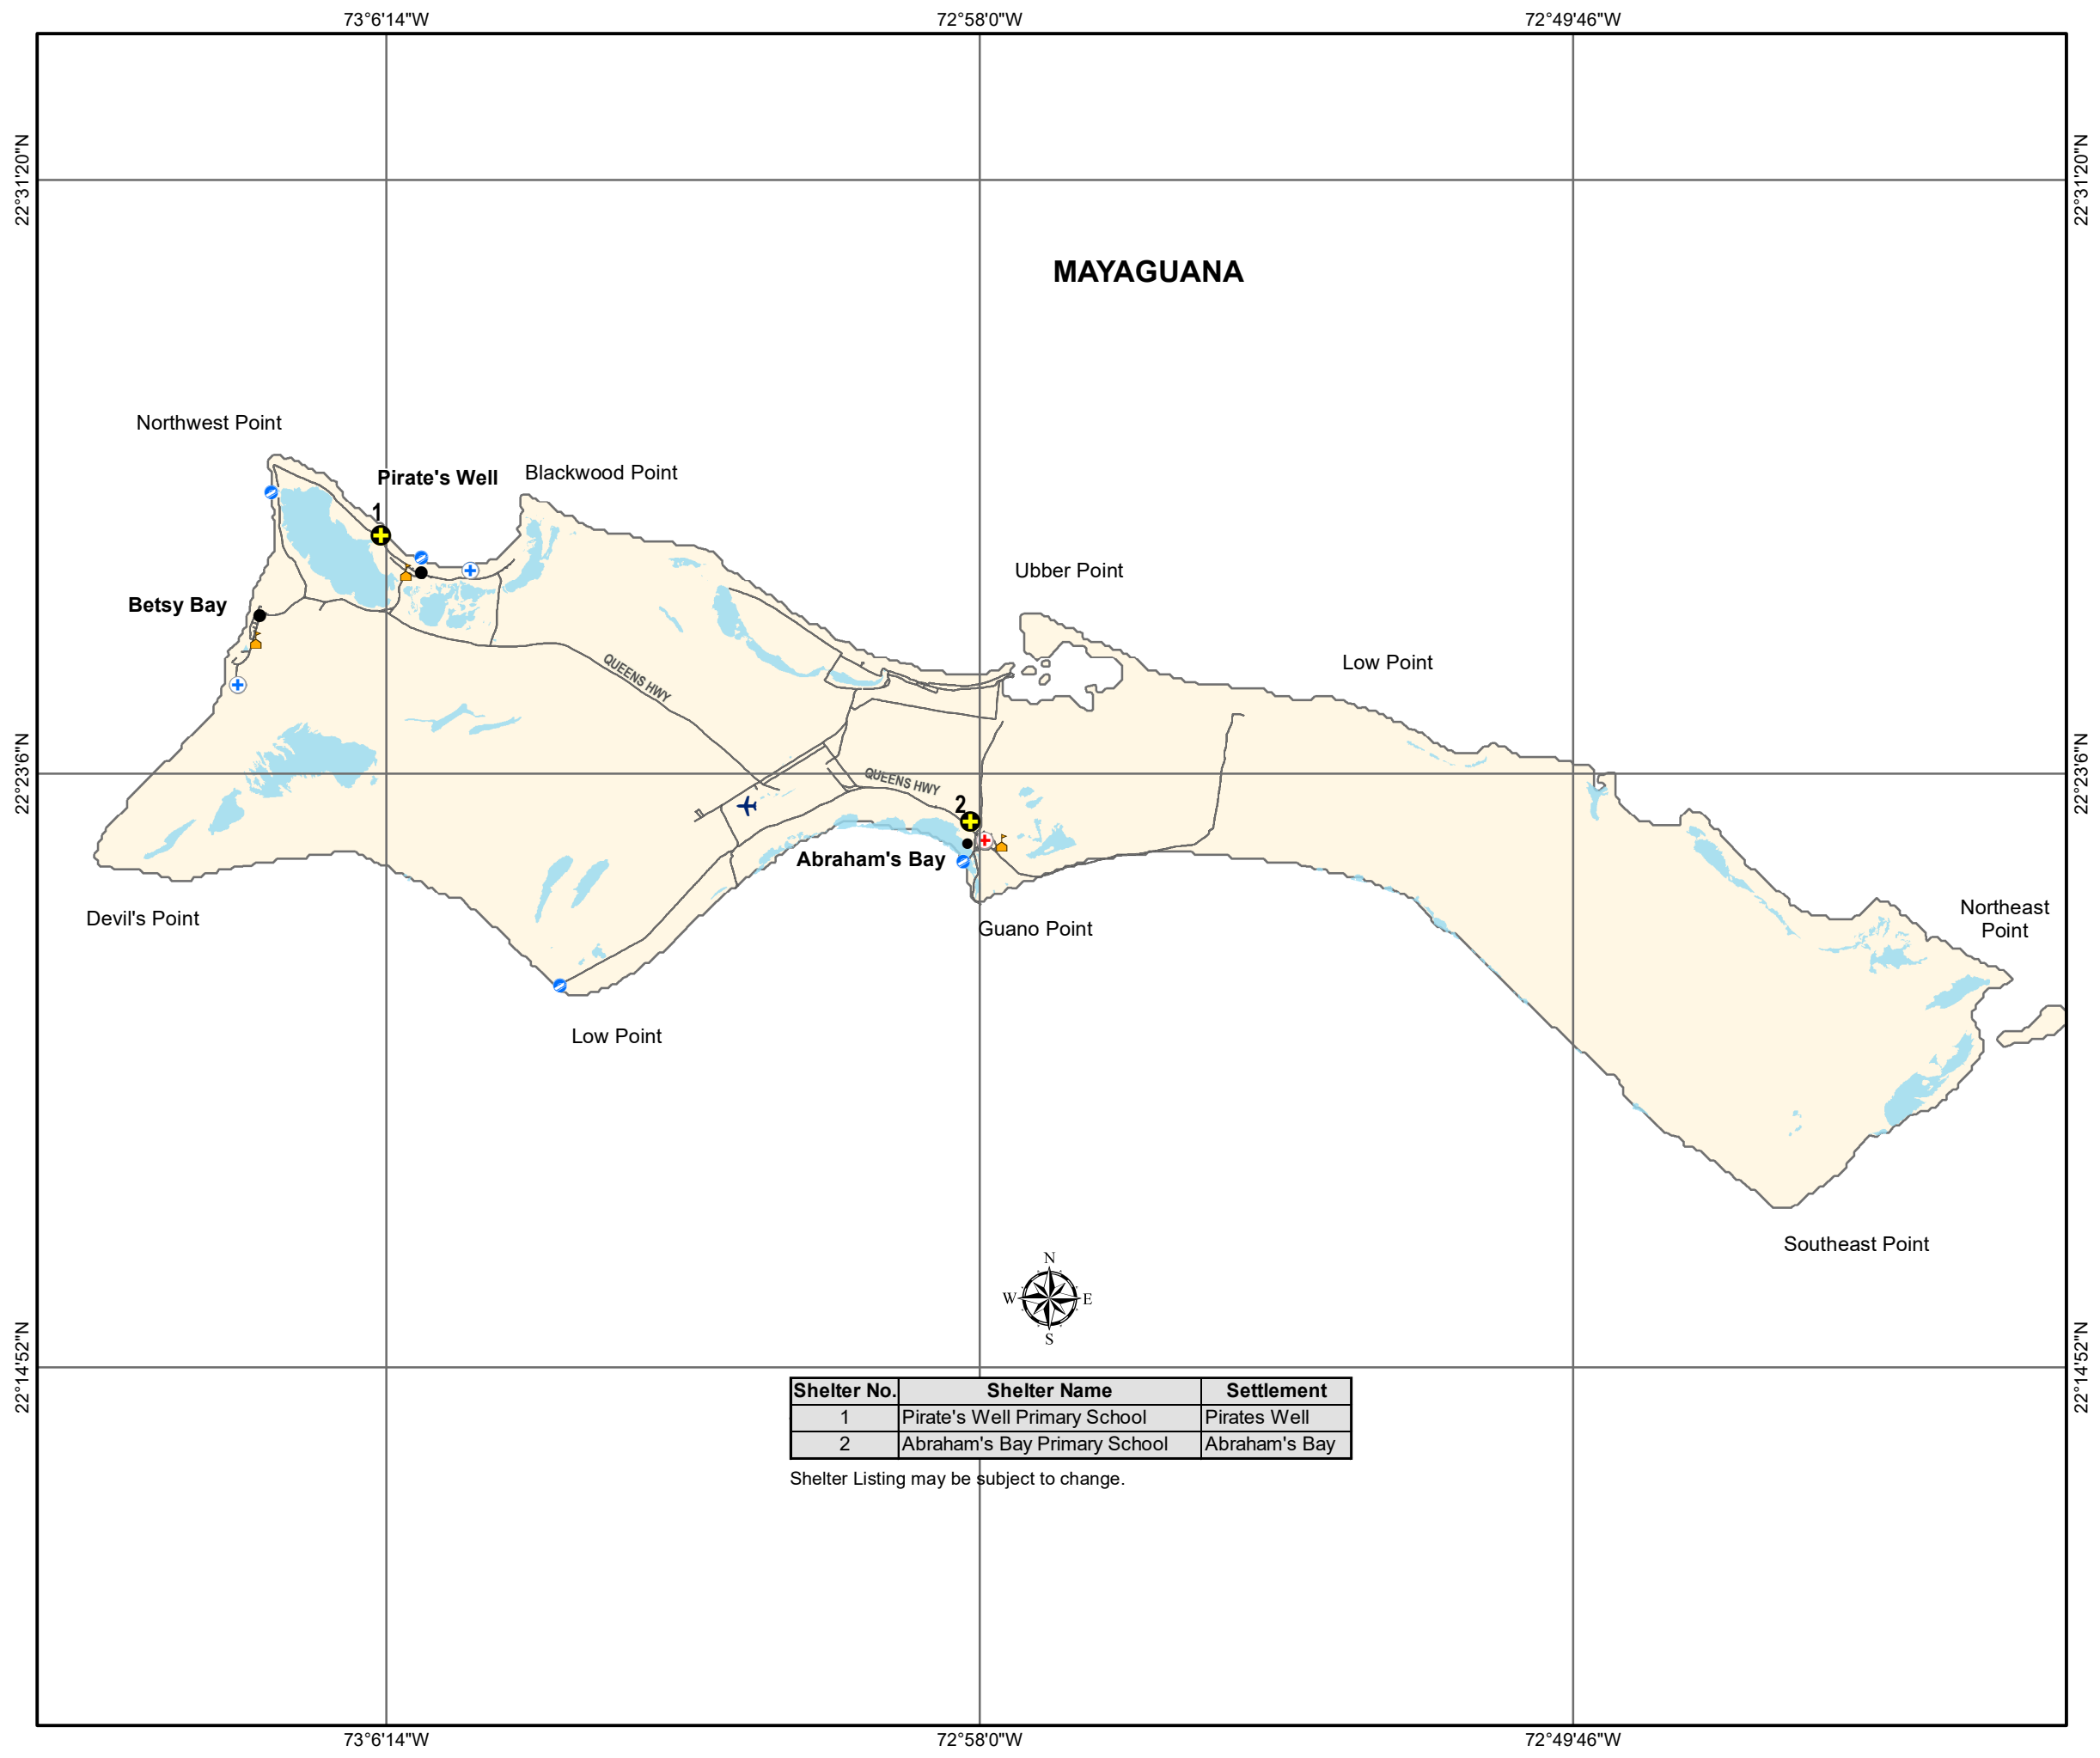 73°6'14"W
72°58'0"W
72°49'46"W
22°31'20"N
22°31'20"N
MAYAGUANA
Northwest Point
Pirate's Well
Blackwood Point
1
Ubber Point
Betsy Bay
Low Point
QUEENS HWY
22°23'6"N
22°23'6"N
QUEENS HWY
2
Abraham's Bay
Devil's Point
Guano Point
Northeast
Point
Low Point
Southeast Point
N
W
E
S
22°14'52"N
22°14'52"N
Shelter No. Shelter Name Settlement
1 Pirate's Well Primary School Pirates Well
2 Abraham's Bay Primary School Abraham's Bay
Shelter Listing may be subject to change.
73°6'14"W
72°58'0"W
72°49'46"W